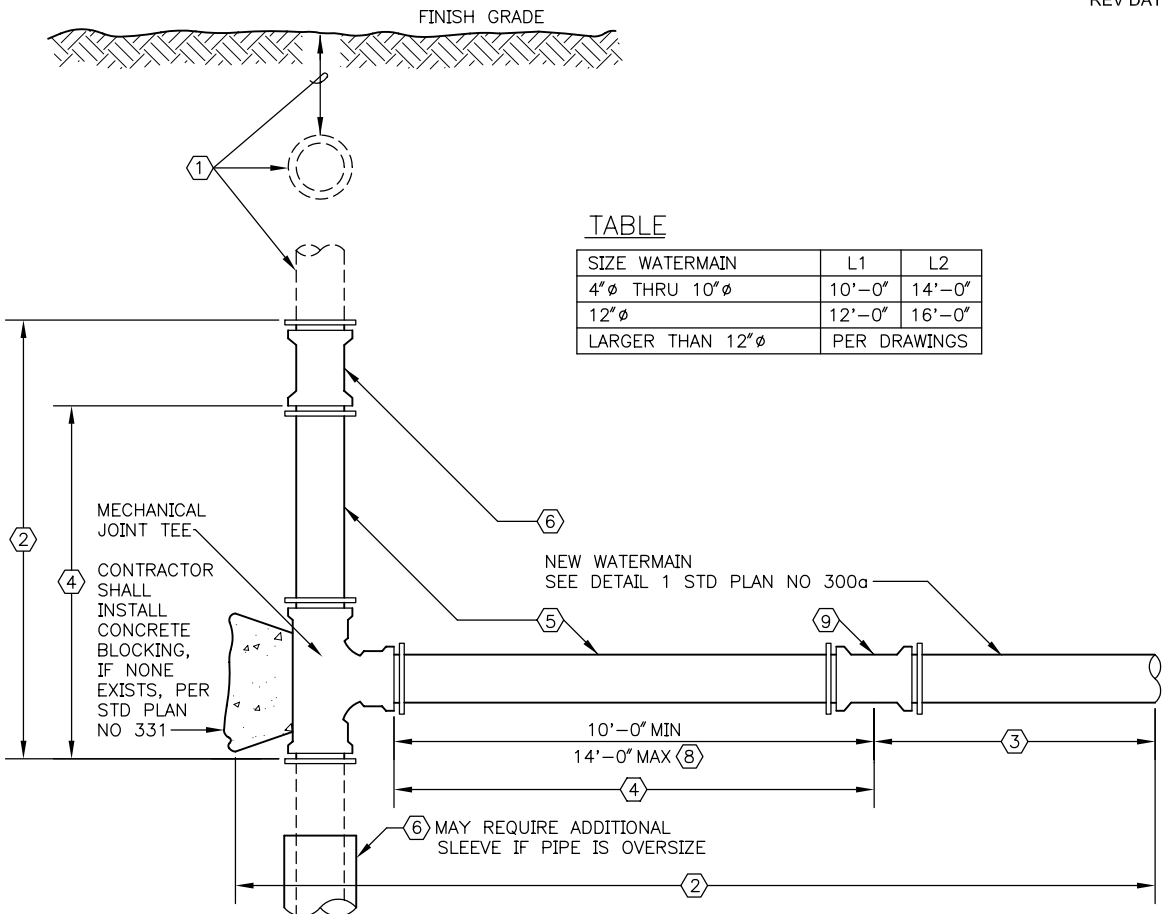 REV DAT
FINISH GRADE
1
TABLE
SIZE WATERMAIN L1 L2
4"ø THRU 10"ø 10'-0" 14'-0"
12"ø 12'-0" 16'-0"
LARGER THAN 12"ø PER DRAWINGS
MECHANICAL
JOINT TEE
6
2
4
CONTRACTOR
SHALL
INSTALL
CONCRETE
BLOCKING,
IF NONE
EXISTS, PER
STD PLAN
NO 331
NEW WATERMAIN
SEE DETAIL 1 STD PLAN NO 300a
5
9
10'-0" MIN
14'-0" MAX 8
3
4
6 MAY REQUIRE ADDITIONAL
SLEEVE IF PIPE IS OVERSIZE
2